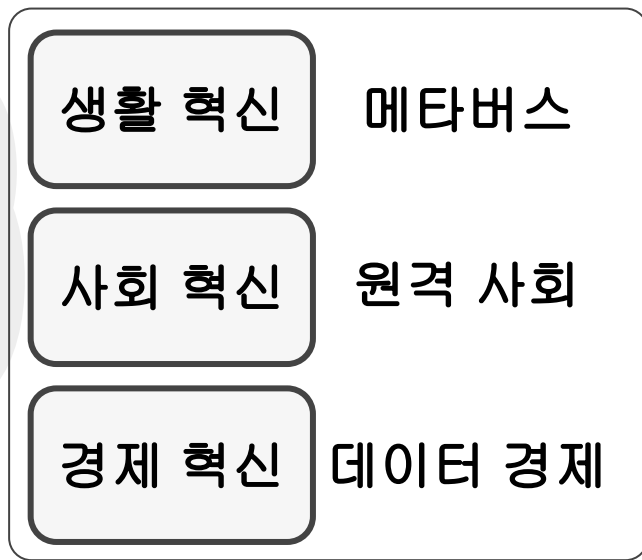 생활 혁신 메타버스
사회 혁신 원격 사회
경제 혁신 데이터 경제